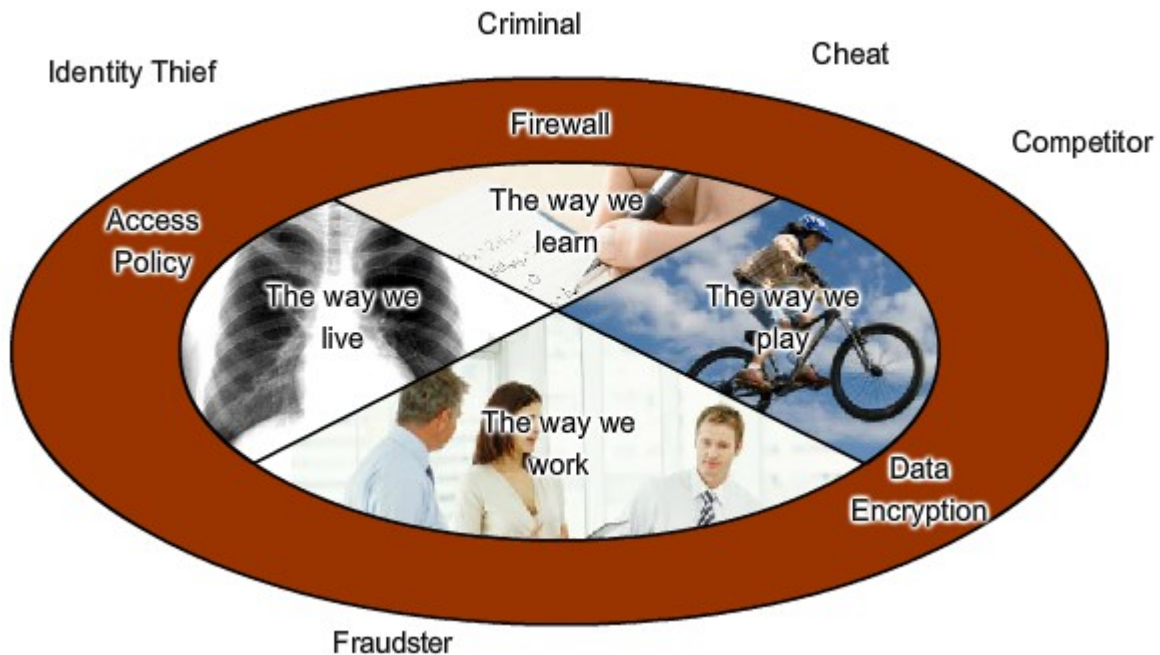 Criminal
Cheat
Identity Thief
Firewall
Competitor
The way we
learn
Access
Policy
The way we
live
The way we
play
The way we
work
Data
Encryption
Fraudster